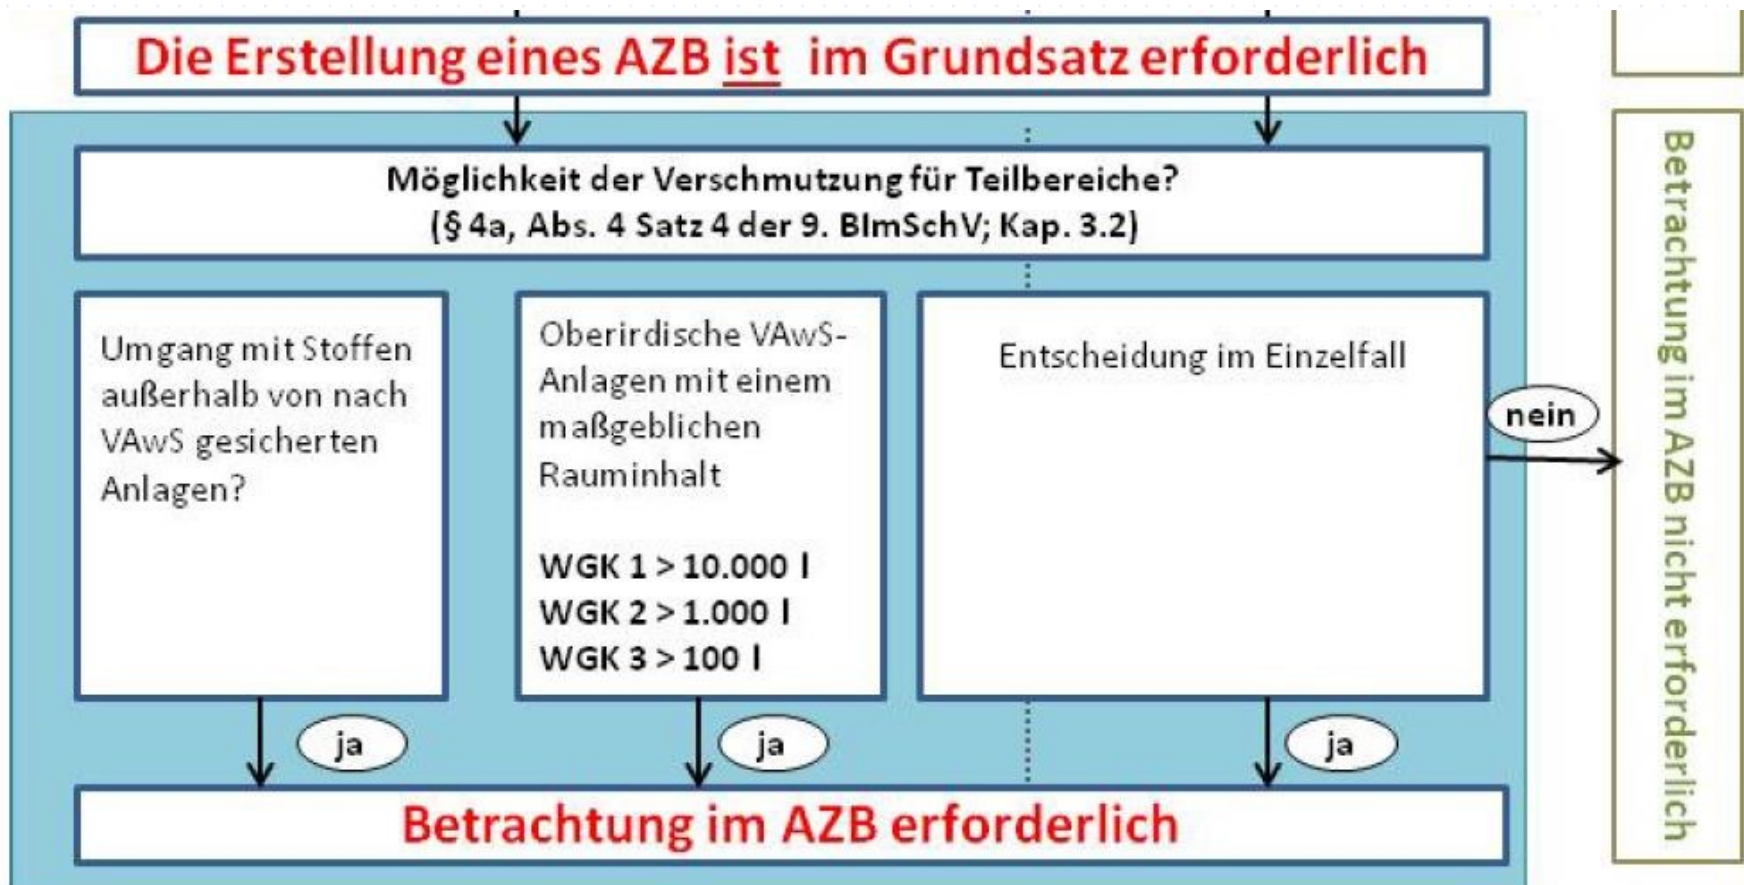 Die Erstellung eines AZB ist im Grundsatz erforderlich
Möglichkeit der Verschmutzung für Teilbereiche?
(§ 4a, Abs. 4 Satz 4 der 9. BImSchV; Kap. 3.2)
Umgang mit Stoffen
außerhalb von nach
VAwS gesicherten
Anlagen?
Oberirdische VAwS-
Anlagen mit einem
maßgeblichen
Rauminhalt
WGK 1 > 10.000 l
WGK 2 > 1.000 l
WGK 3 > 100 l
Entscheidung im Einzelfall
nein
ja
ja
ja
Betrachtung im AZB erforderlich
Betrachtung im AZB nicht erforderlich